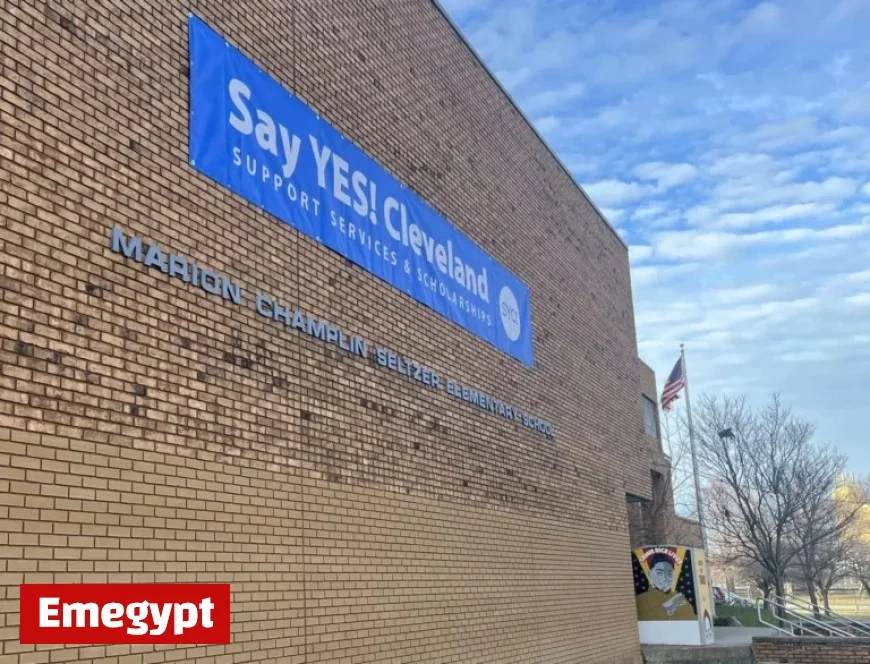 Say YES! Cleveland
SUPPORT SERVICES & SCHOLARSHIPS
SYC!
MARION CHAMPLIN SELTZER ELEMENTARY SCHOOL
Emegypt